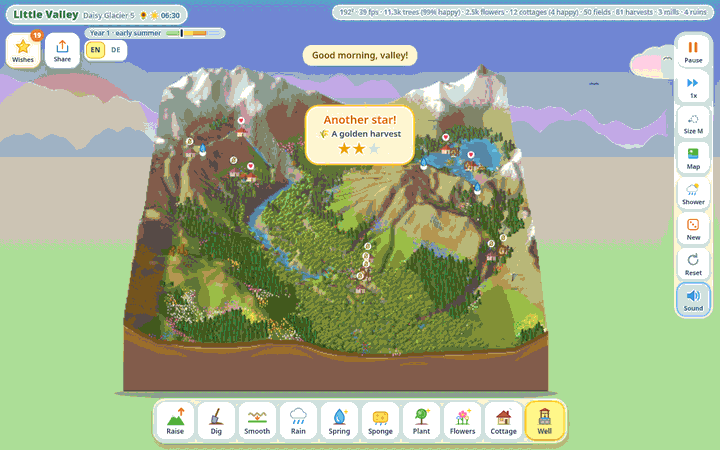 Little Valley Daisy Glacier 5 06:30
192! · 39 fps · 11.3k trees (99% happy) · 2.5k flowers · 12 cottages (4 happy) · 50 fields · 81 harvests · 3 mills · 4 ruins
Year 1 · early summer
19
Wishes
Share
EN
DE
Good morning, valley!
Another star!
A golden harvest
Pause
1x
Size M
Map
Shower
New
Reset
Sound
Raise
Dig
Smooth
Rain
Spring
Sponge
Plant
Flowers
Cottage
Well